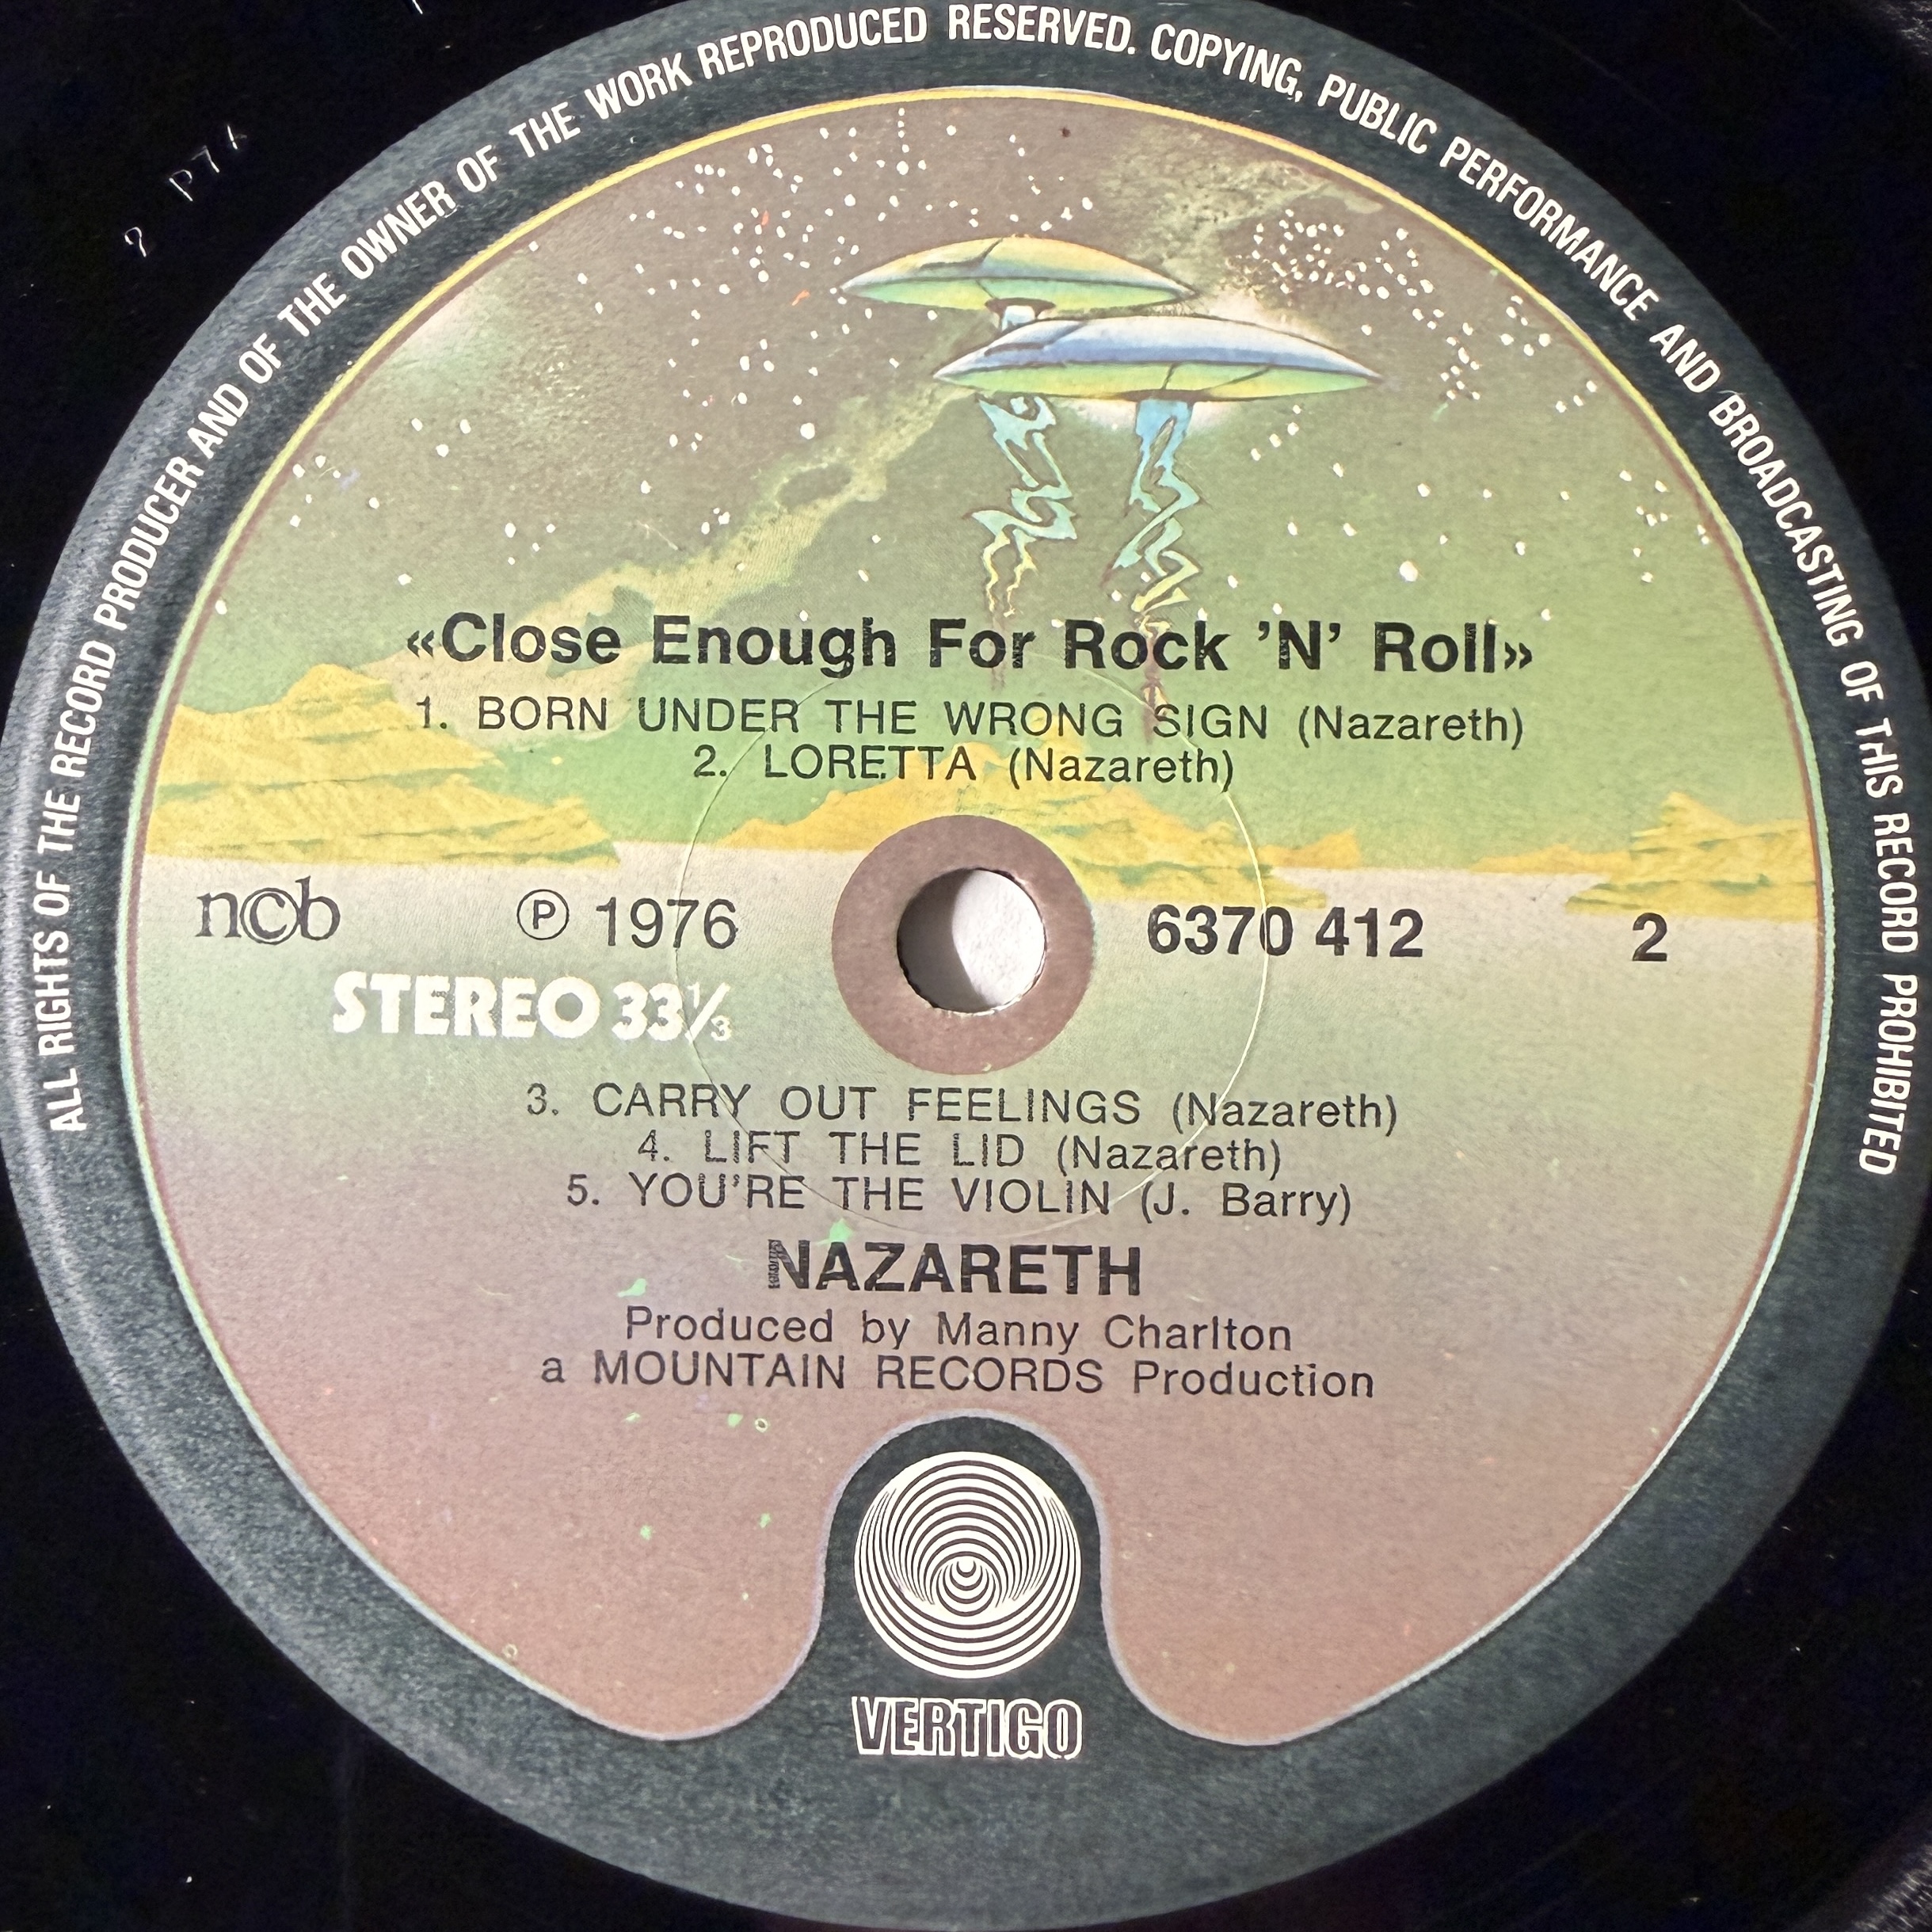 ALL RIGHTS OF THE RECORD PRODUCER AND OF THE OWNER OF THE WORK REPRODUCED RESERVED. COPYING, PUBLIC PERFORMANCE AND BROADCASTING OF THIS RECORD PROHIBITED
«Close Enough For Rock 'N' Roll»
1. BORN UNDER THE WRONG SIGN (Nazareth)
2. LORETTA (Nazareth)
n©b ℗ 1976 6370 412 2
STEREO 33⅓
3. CARRY OUT FEELINGS (Nazareth)
4. LIFT THE LID (Nazareth)
5. YOU'RE THE VIOLIN (J. Barry)
NAZARETH
Produced by Manny Charlton
a MOUNTAIN RECORDS Production
VERTIGO